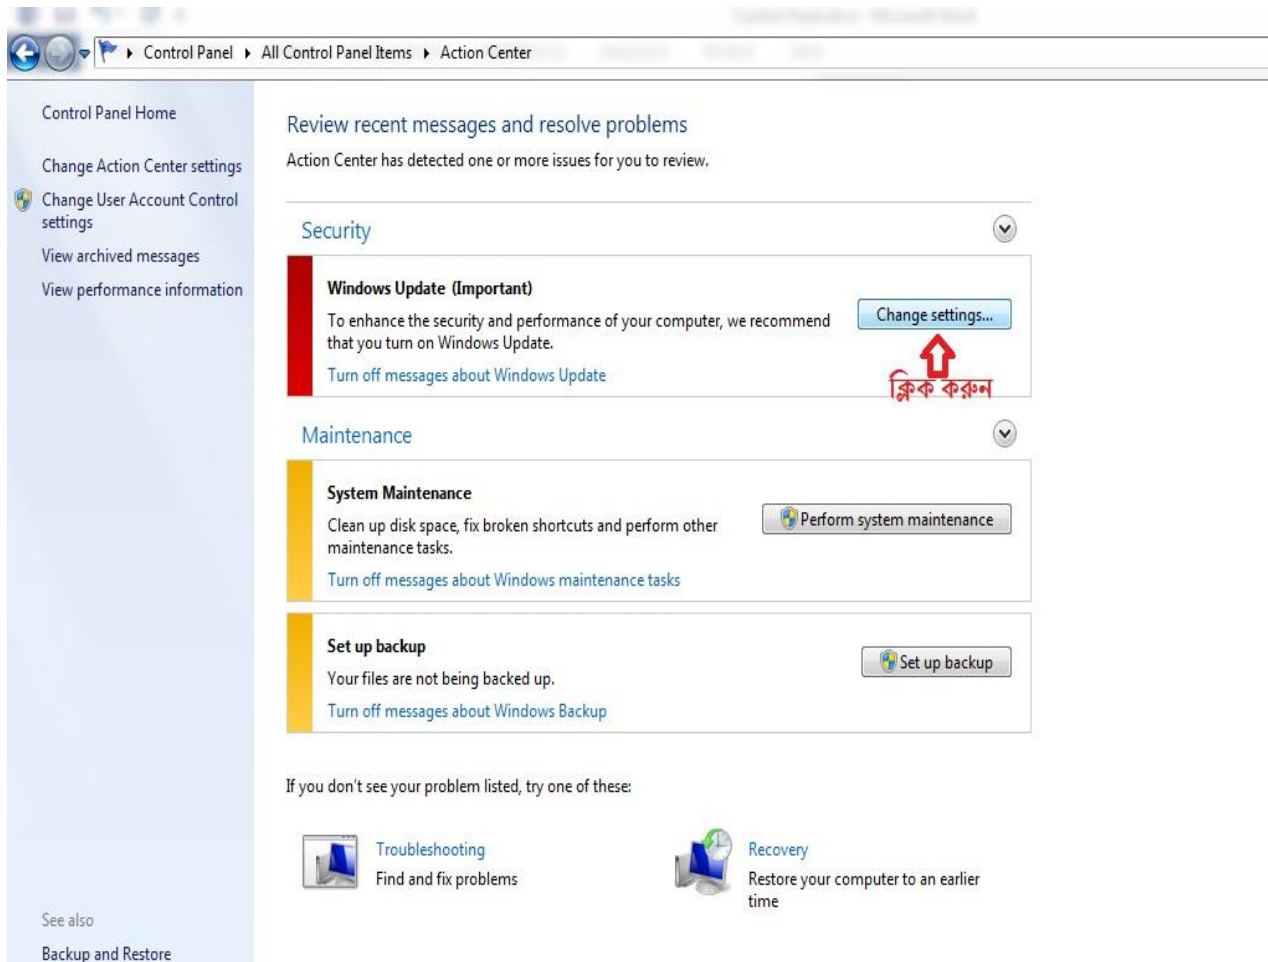 Control Panel
All Control Panel Items
Action Center
Control Panel Home
Change Action Center settings
Change User Account Control
settings
View archived messages
View performance information
Review recent messages and resolve problems
Action Center has detected one or more issues for you to review.
Security
Windows Update (Important)
To enhance the security and performance of your computer, we recommend
that you turn on Windows Update.
Turn off messages about Windows Update
Change settings...
ক্লিক করুন
Maintenance
System Maintenance
Clean up disk space, fix broken shortcuts and perform other
maintenance tasks.
Turn off messages about Windows maintenance tasks
Perform system maintenance
Set up backup
Your files are not being backed up.
Turn off messages about Windows Backup
Set up backup
If you don't see your problem listed, try one of these:
Troubleshooting
Find and fix problems
Recovery
Restore your computer to an earlier
time
See also
Backup and Restore